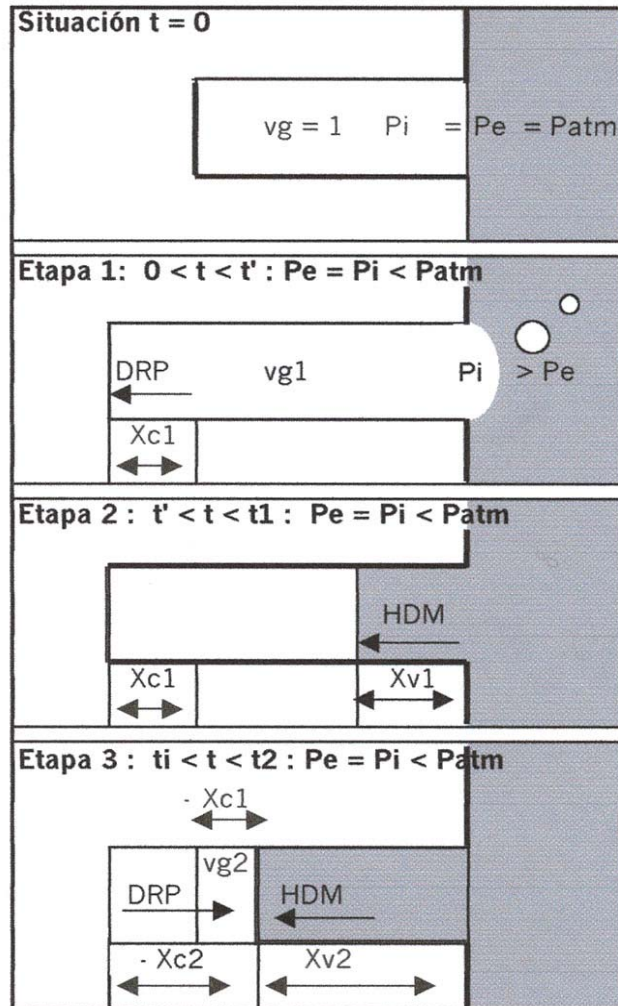 Situación t = 0
vg = 1 Pi = Pe = Patm
Etapa 1: 0 < t < t' : Pe = Pi < Patm
DRP vg1 Pi > Pe
Xc1
Etapa 2 : t' < t < t1 : Pe = Pi < Patm
HDM
Xc1 Xv1
Etapa 3 : ti < t < t2 : Pe = Pi < Patm
- Xc1
vg2
DRP HDM
- Xc2 Xv2